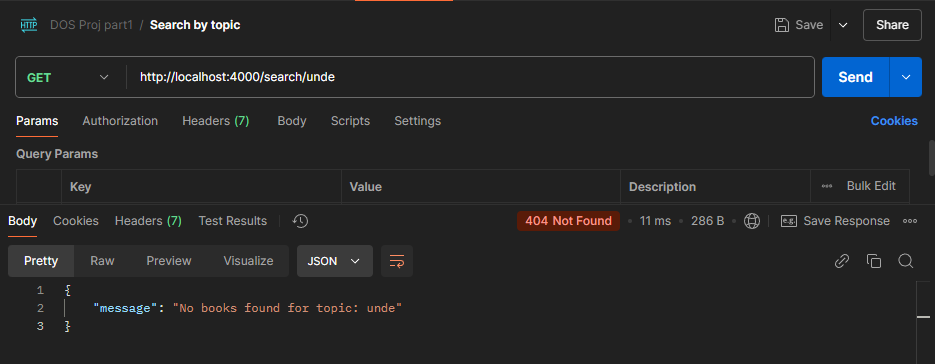 HTTP DOS Proj part1 / Search by topic Save Share
GET http://localhost:4000/search/unde Send
Params Authorization Headers (7) Body Scripts Settings Cookies
Query Params
Key Value Description ••• Bulk Edit
Body Cookies Headers (7) Test Results 404 Not Found • 11 ms • 286 B • e.g. Save Response •••
Pretty Raw Preview Visualize JSON
1 {
2 "message": "No books found for topic: unde"
3 }